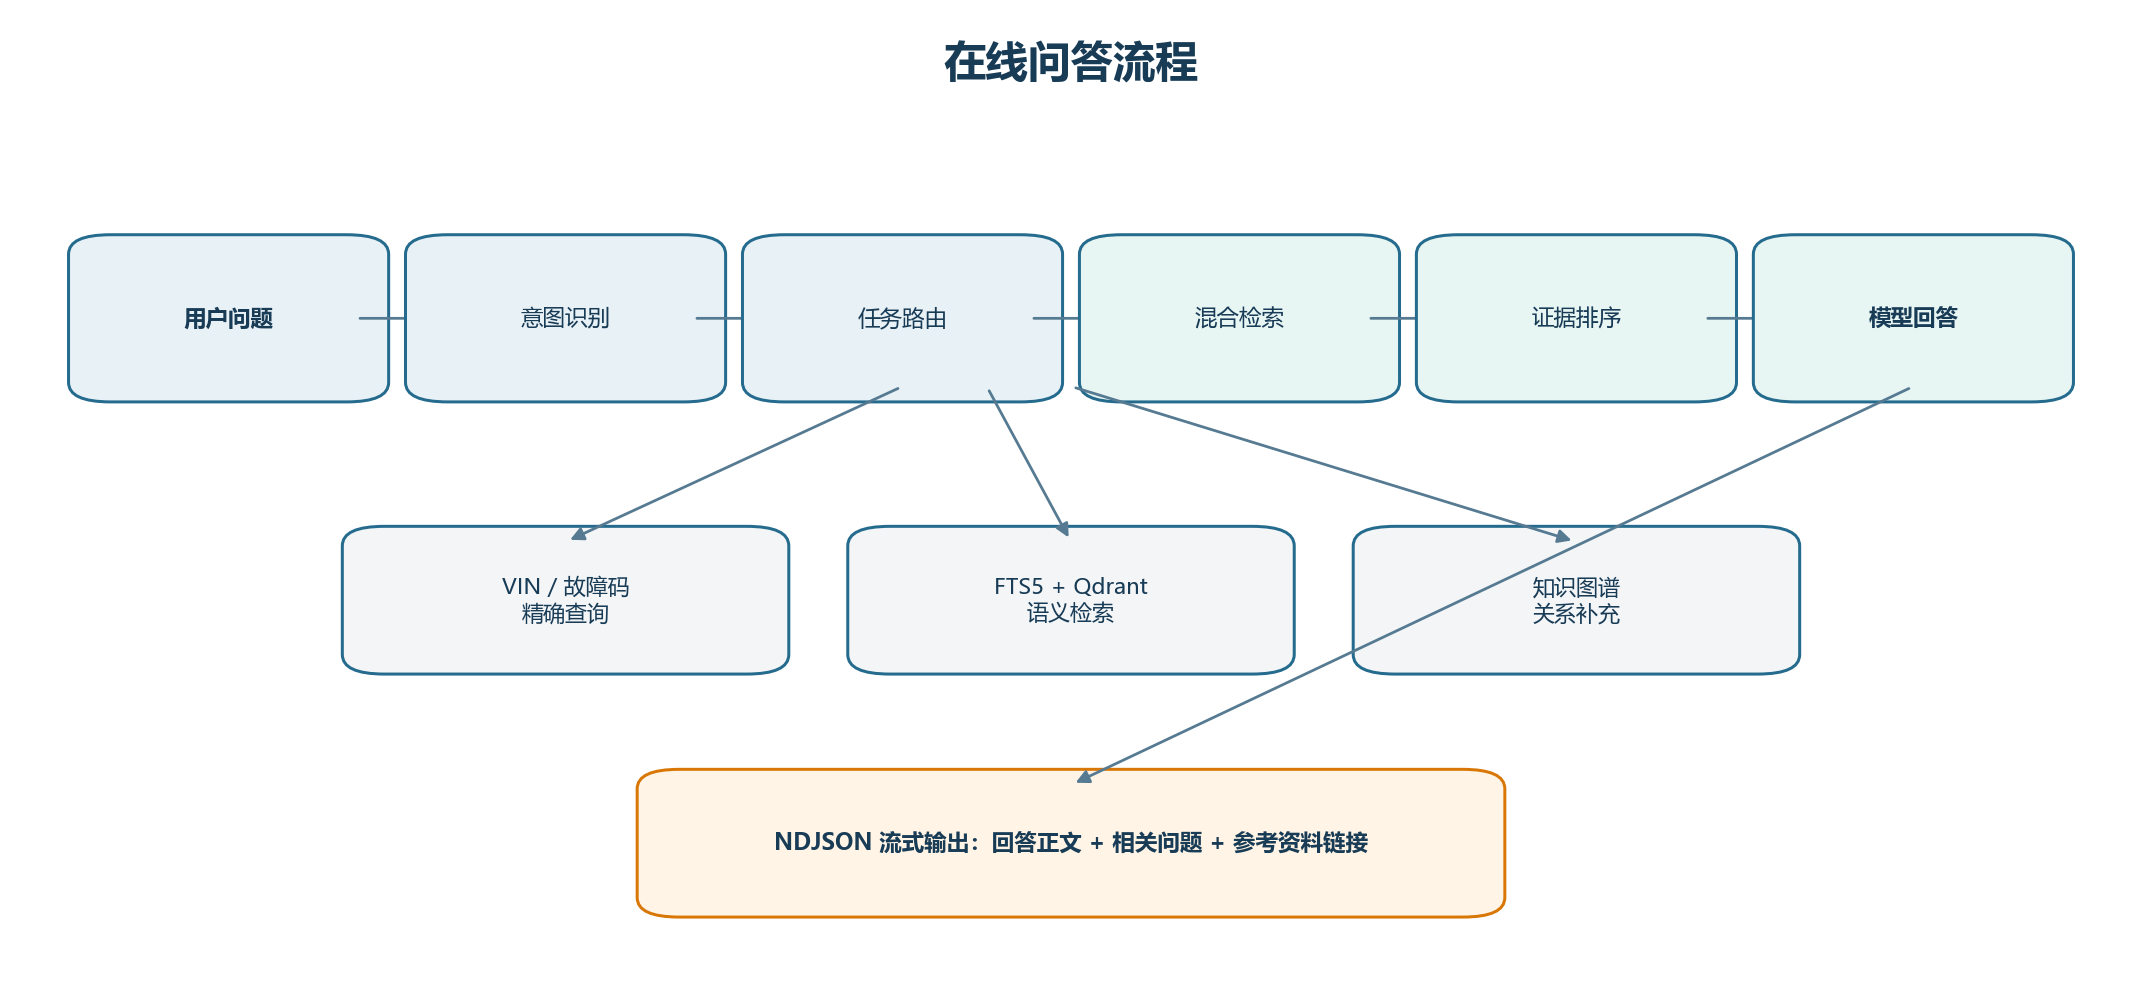 在线问答流程
用户问题
意图识别
任务路由
混合检索
证据排序
模型回答
VIN / 故障码
精确查询
FTS5 + Qdrant
语义检索
知识图谱
关系补充
NDJSON 流式输出：回答正文 + 相关问题 + 参考资料链接